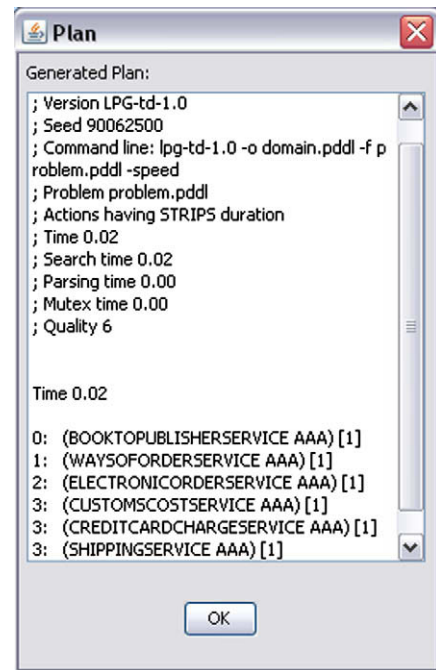 Plan
Generated Plan:
; Version LPG-td-1.0
; Seed 90062500
; Command line: lpg-td-1.0 -o domain.pddl -f p
roblem.pddl -speed
; Problem problem.pddl
; Actions having STRIPS duration
; Time 0.02
; Search time 0.02
; Parsing time 0.00
; Mutex time 0.00
; Quality 6
Time 0.02
0: (BOOKTOPUBLISHERSERVICE AAA) [1]
1: (WAYSOFORDERSERVICE AAA) [1]
2: (ELECTRONICORDERSERVICE AAA) [1]
3: (CUSTOMSCOSTSERVICE AAA) [1]
3: (CREDITCARDCHARGESERVICE AAA) [1]
3: (SHIPPINGSERVICE AAA) [1]
OK